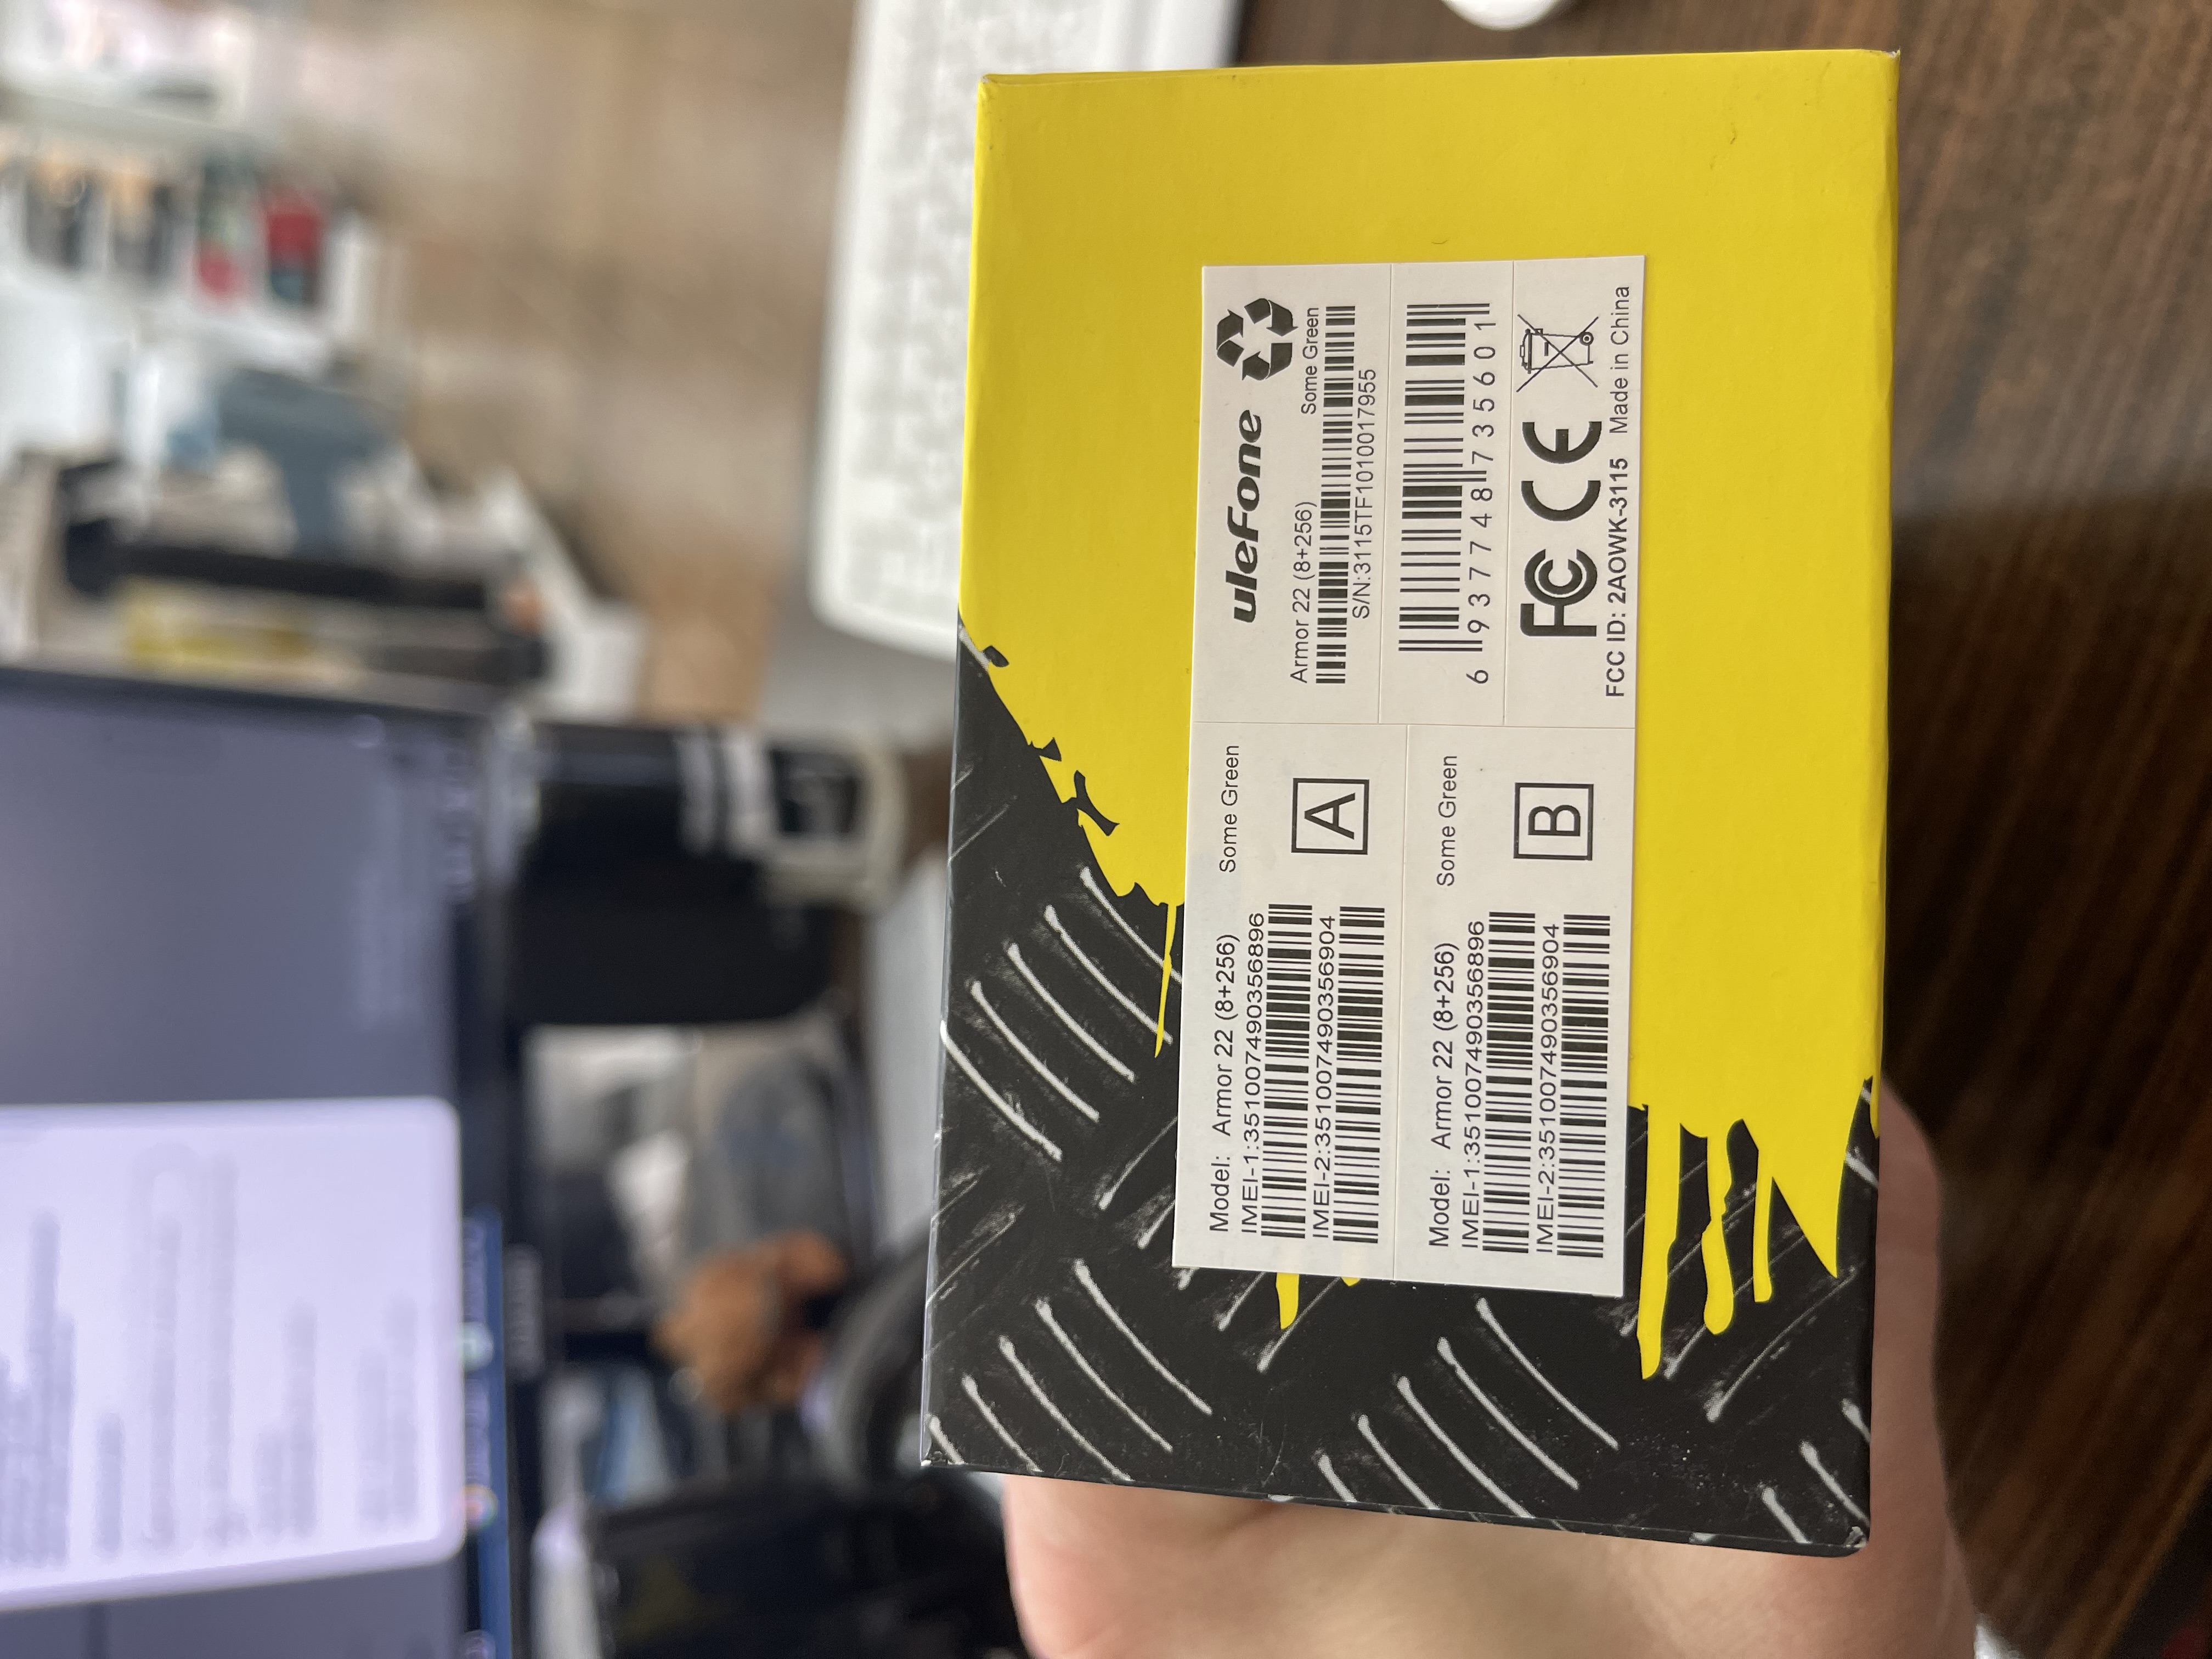 Model: Armor 22 (8+256) Some Green
IMEI-1:351007490356896
IMEI-2:351007490356904
A
Model: Armor 22 (8+256) Some Green
IMEI-1:351007490356896
IMEI-2:351007490356904
B
ulefone
Armor 22 (8+256) Some Green
S/N:3115TF1010017955
6 937748 735601
FC CE
FCC ID: 2AOWK-3115 Made in China